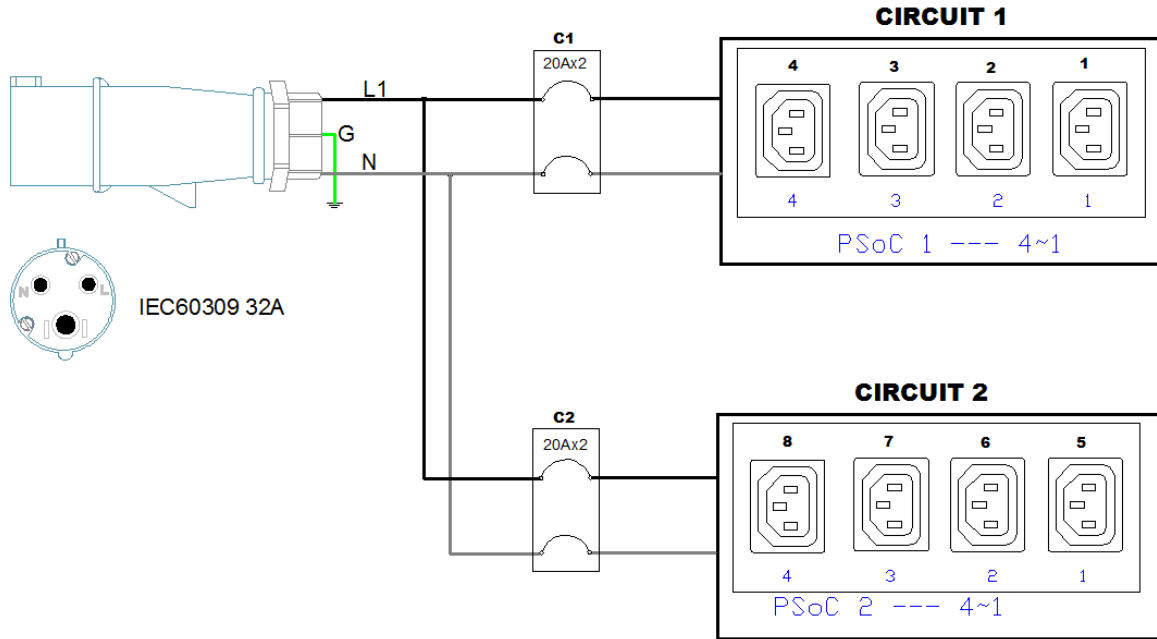 CIRCUIT 1
C1
20Ax2
4 3 2 1
L1
G
N
4 3 2 1
PSoC 1 --- 4~1
N L
IEC60309 32A
CIRCUIT 2
C2
20Ax2
8 7 6 5
4 3 2 1
PSoC 2 --- 4~1